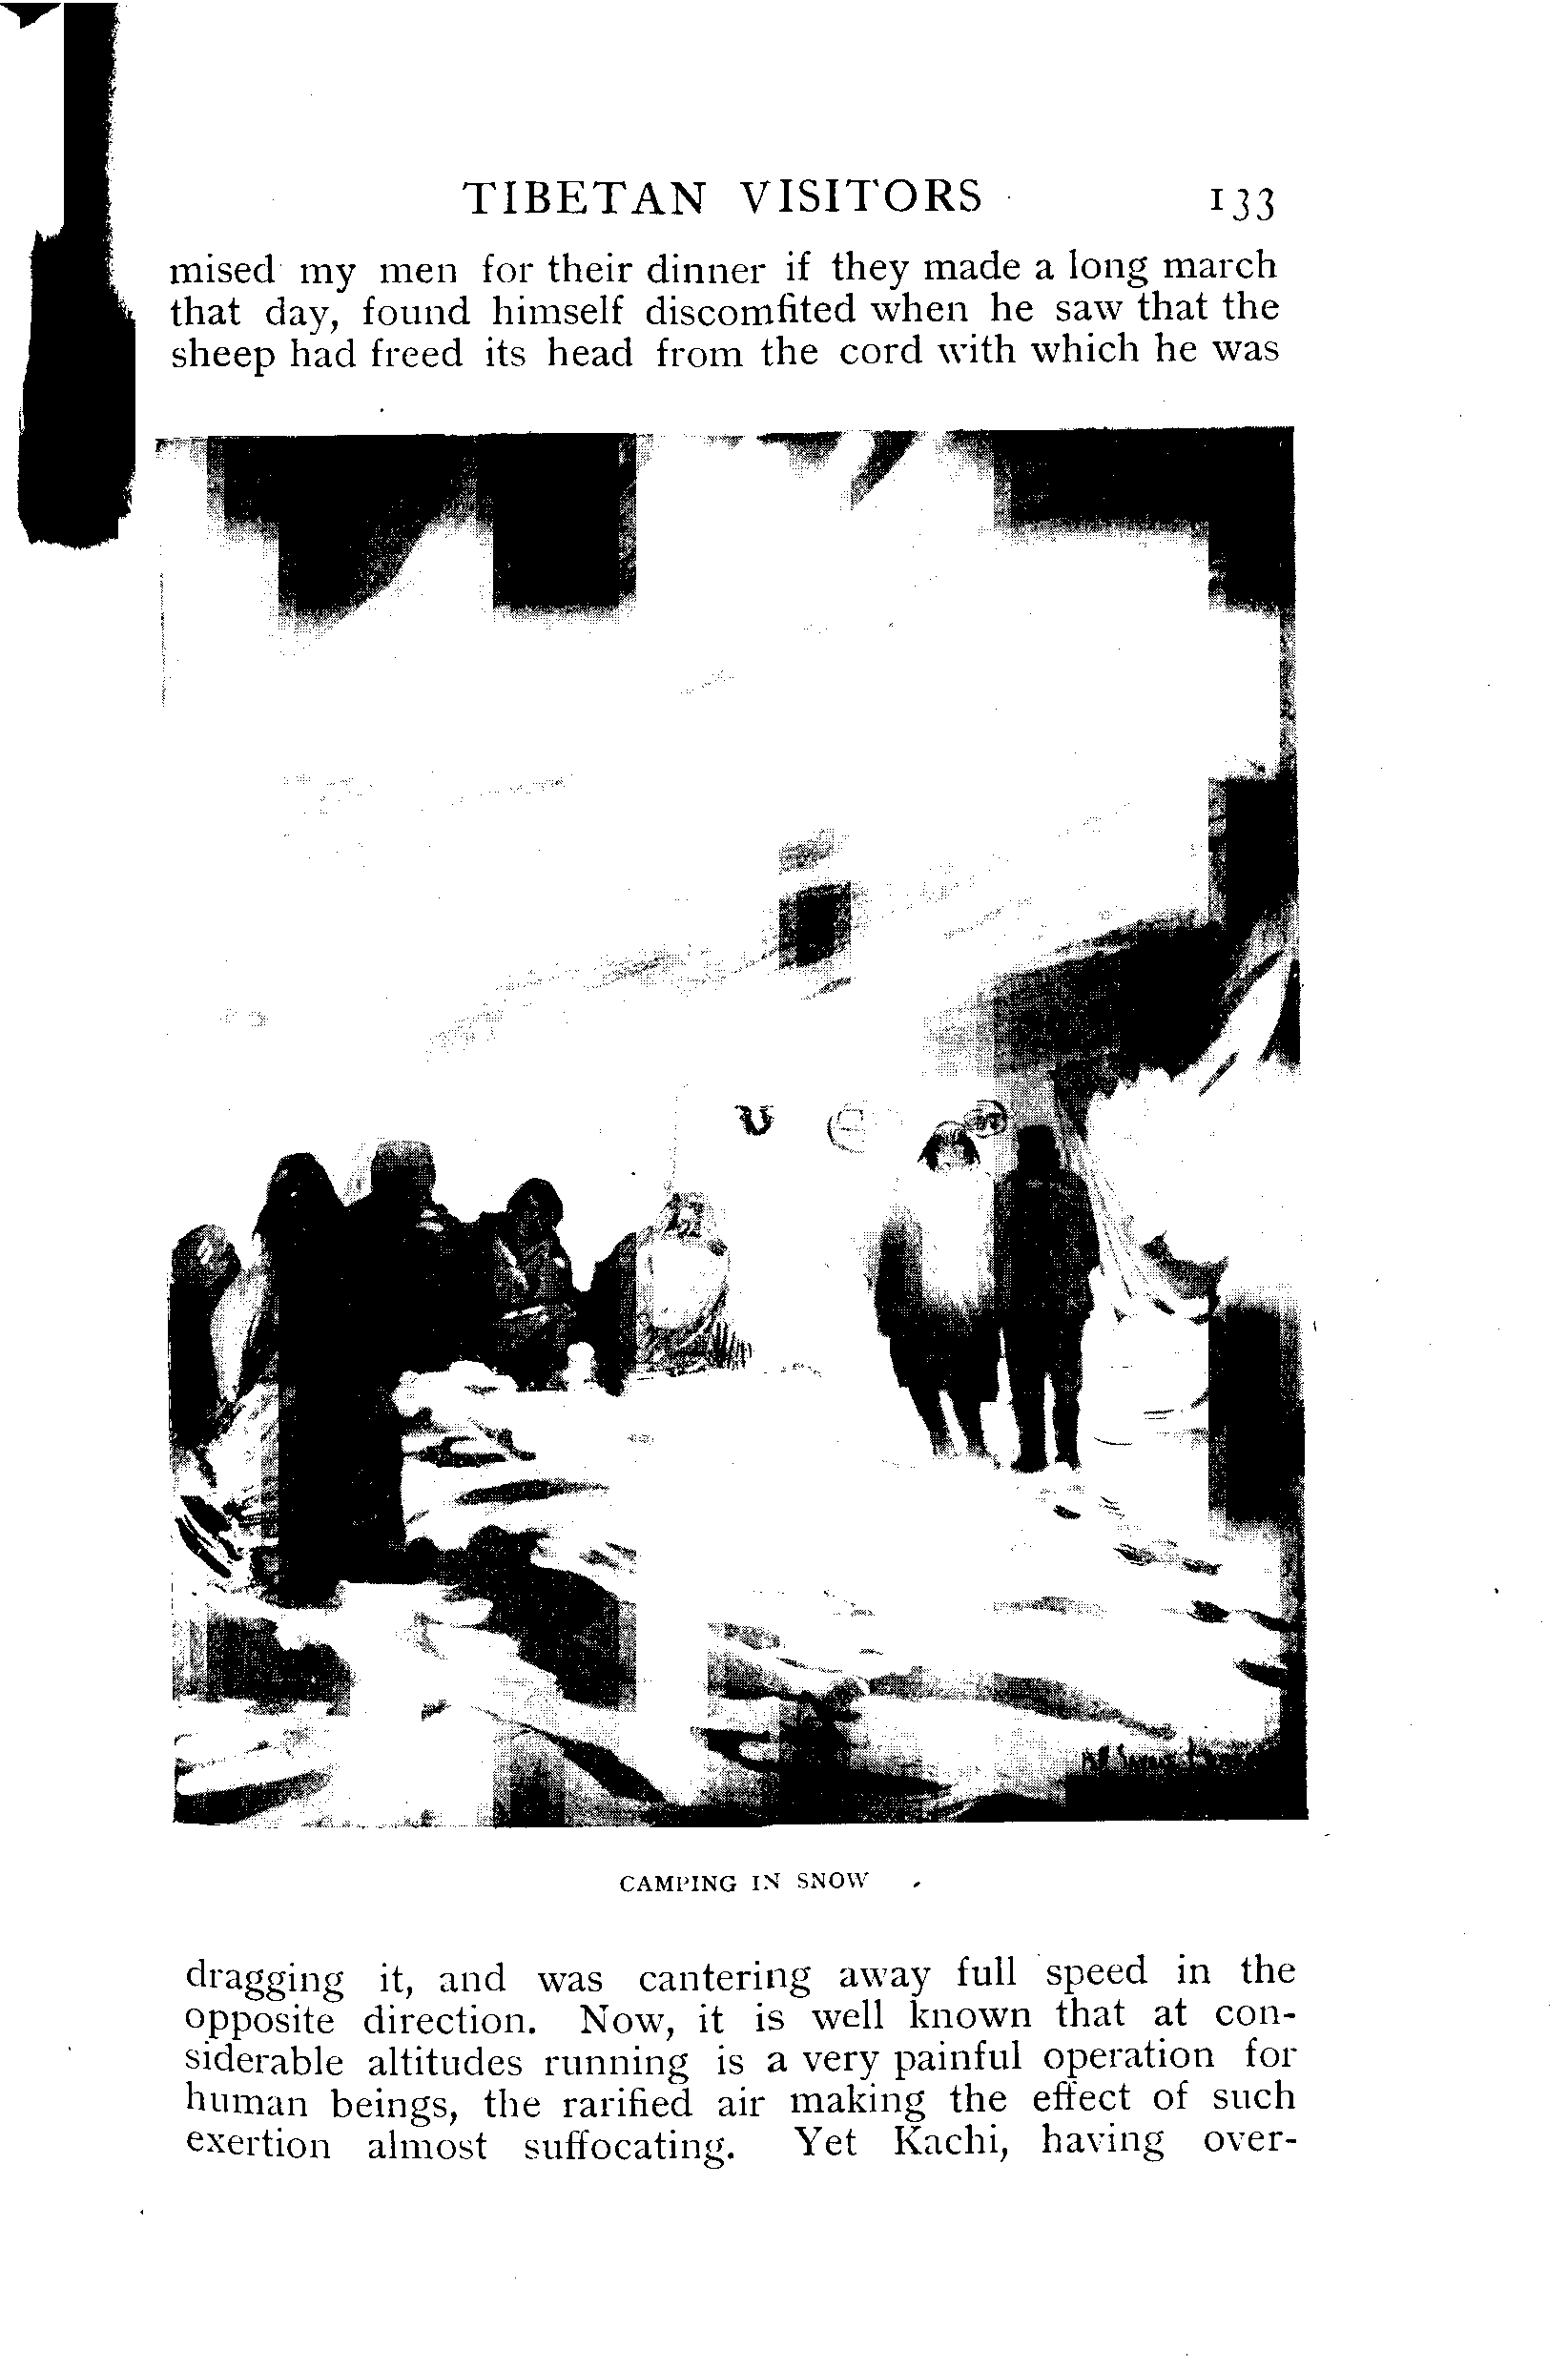 TIBETAN VISITORS 133
mised my men for their dinner if they made a long march
that day, found himself discomfited when he saw that the
sheep had freed its head from the cord with which he was
CAMPING IN SNOW
dragging it, and was cantering away full speed in the
opposite direction. Now, it is well known that at con-
siderable altitudes running is a very painful operation for
human beings, the rarified air making the effect of such
exertion almost suffocating. Yet Kachi, having over-